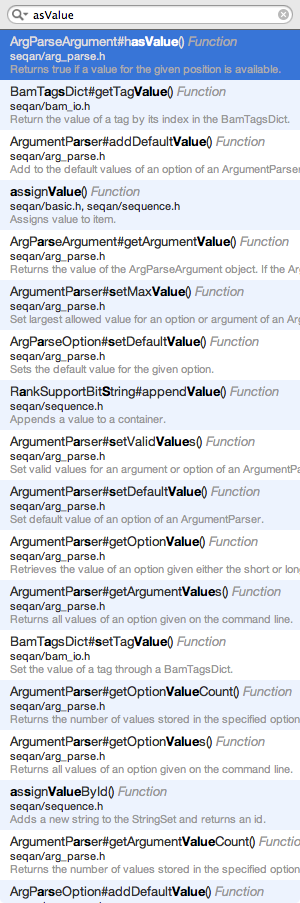 asValue
ArgParseArgument#hasValue() Function
seqan/arg_parse.h
Returns true if a value for the given position is available.
BamTagsDict#getTagValue() Function
seqan/bam_io.h
Return the value of a tag by its index in the BamTagsDict.
ArgumentParser#addDefaultValue() Function
seqan/arg_parse.h
Add to the default values of an option of an ArgumentParser
assignValue() Function
seqan/basic.h, seqan/sequence.h
Assigns value to item.
ArgParseArgument#getArgumentValue() Function
seqan/arg_parse.h
Returns the value of the ArgParseArgument object. If the Ar
ArgumentParser#setMaxValue() Function
seqan/arg_parse.h
Set largest allowed value for an option or argument of an Ar
ArgParseOption#setDefaultValue() Function
seqan/arg_parse.h
Sets the default value for the given option.
RankSupportBitString#appendValue() Function
seqan/sequence.h
Appends a value to a container.
ArgumentParser#setValidValues() Function
seqan/arg_parse.h
Set valid values for an argument or option of an ArgumentPa
ArgumentParser#setDefaultValue() Function
seqan/arg_parse.h
Set default value of an option of an ArgumentParser.
ArgumentParser#getOptionValue() Function
seqan/arg_parse.h
Retrieves the value of an option given either the short or lon
ArgumentParser#getArgumentValues() Function
seqan/arg_parse.h
Returns all values of an option given on the command line.
BamTagsDict#setTagValue() Function
seqan/bam_io.h
Set the value of a tag through a BamTagsDict.
ArgumentParser#getOptionValueCount() Function
seqan/arg_parse.h
Returns the number of values stored in the specified option
ArgumentParser#getOptionValues() Function
seqan/arg_parse.h
Returns all values of an option given on the command line.
assignValueById() Function
seqan/sequence.h
Adds a new string to the StringSet and returns an id.
ArgumentParser#getArgumentValueCount() Functio
seqan/arg_parse.h
Returns the number of values stored in the specified option
ArgParseOption#addDefaultValue() Function